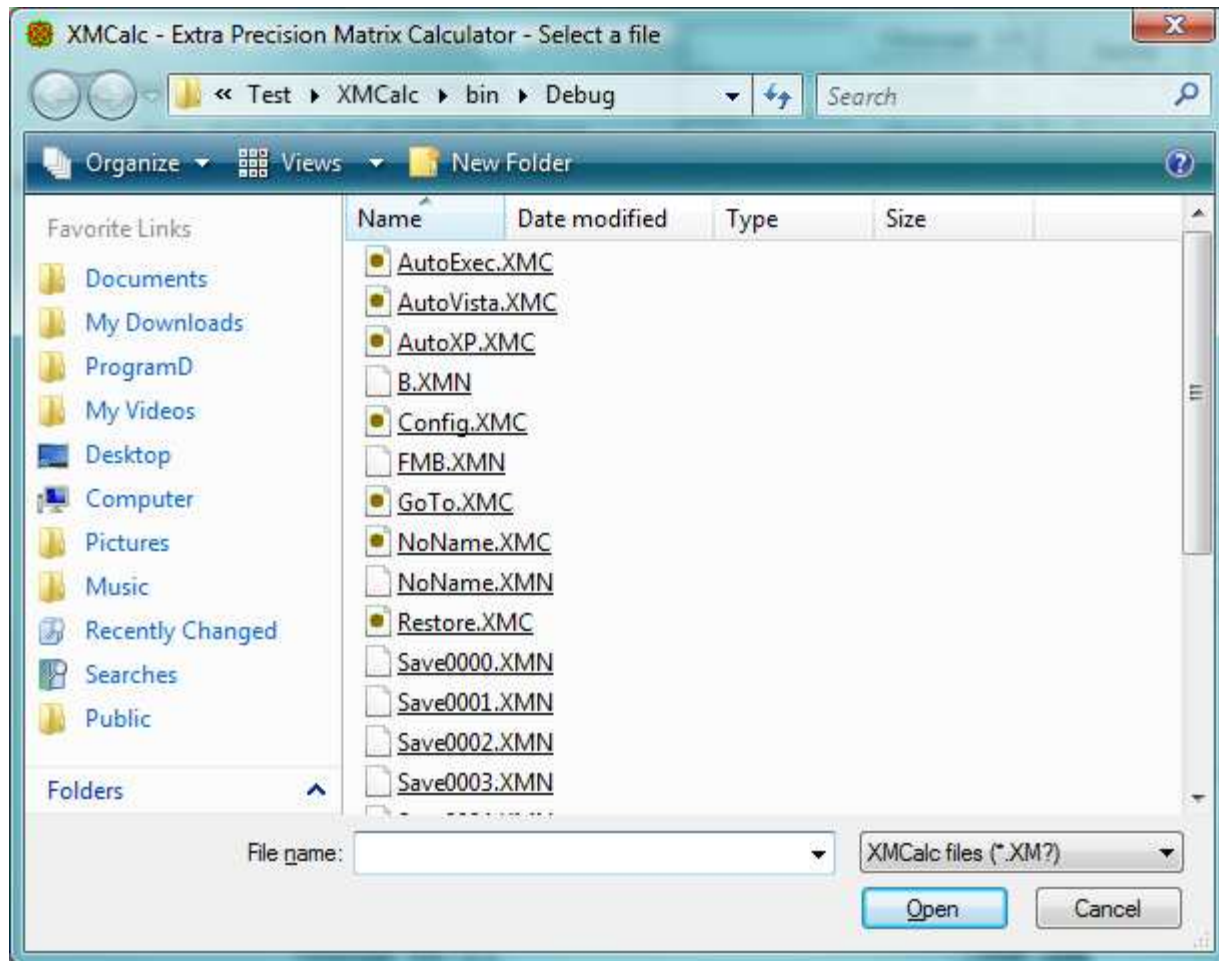 XMCalc - Extra Precision Matrix Calculator - Select a file
X
« Test XMCalc bin Debug
Search
Organize Views New Folder ?
Favorite Links
Documents
My Downloads
ProgramD
My Videos
Desktop
Computer
Pictures
Music
Recently Changed
Searches
Public
Folders
Name Date modified Type Size
AutoExec.XMC
AutoVista.XMC
AutoXP.XMC
B.XMN
Config.XMC
FMB.XMN
GoTo.XMC
NoName.XMC
NoName.XMN
Restore.XMC
Save0000.XMN
Save0001.XMN
Save0002.XMN
Save0003.XMN
File name:
XMCalc files (*.XM?)
Open Cancel